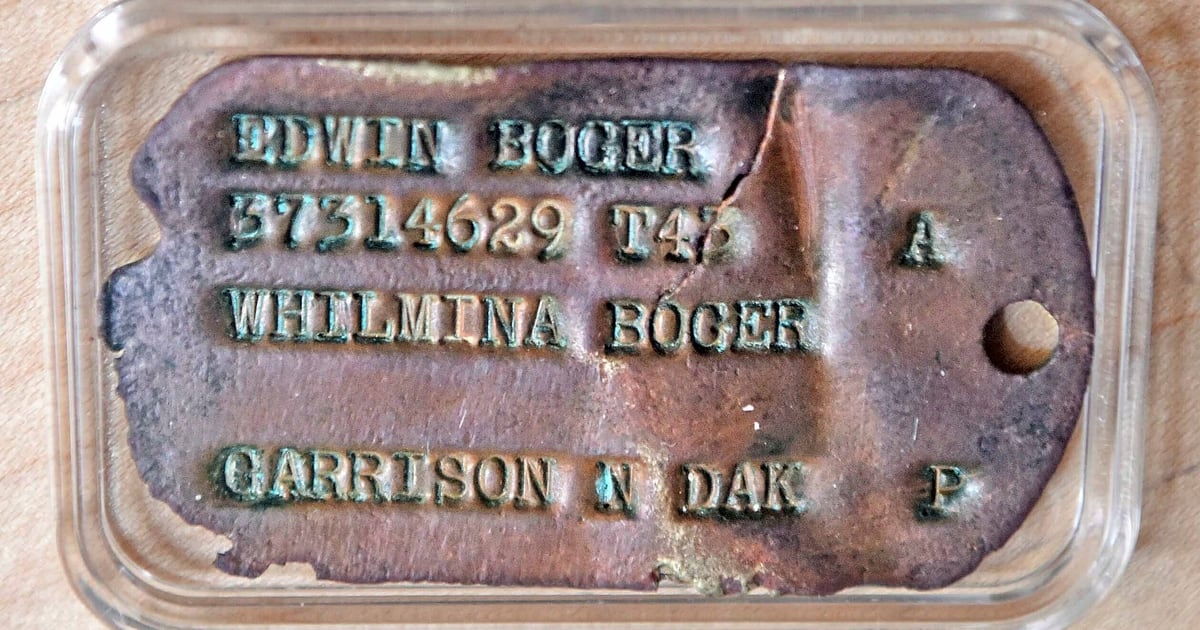 EDWIN BOGER
37314629 T43 A
WHILMINA BOGER
GARRISON N DAK P